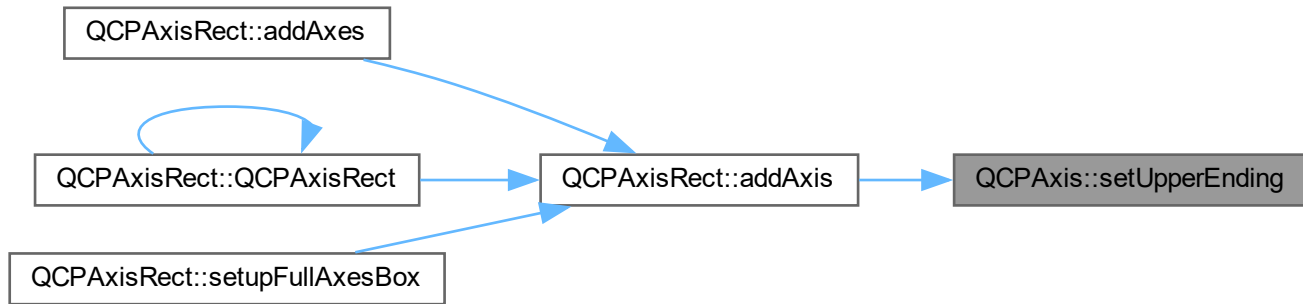 QCPAxisRect::addAxes
QCPAxisRect::QCPAxisRect
QCPAxisRect::addAxis
QCPAxis::setUpperEnding
QCPAxisRect::setupFullAxesBox